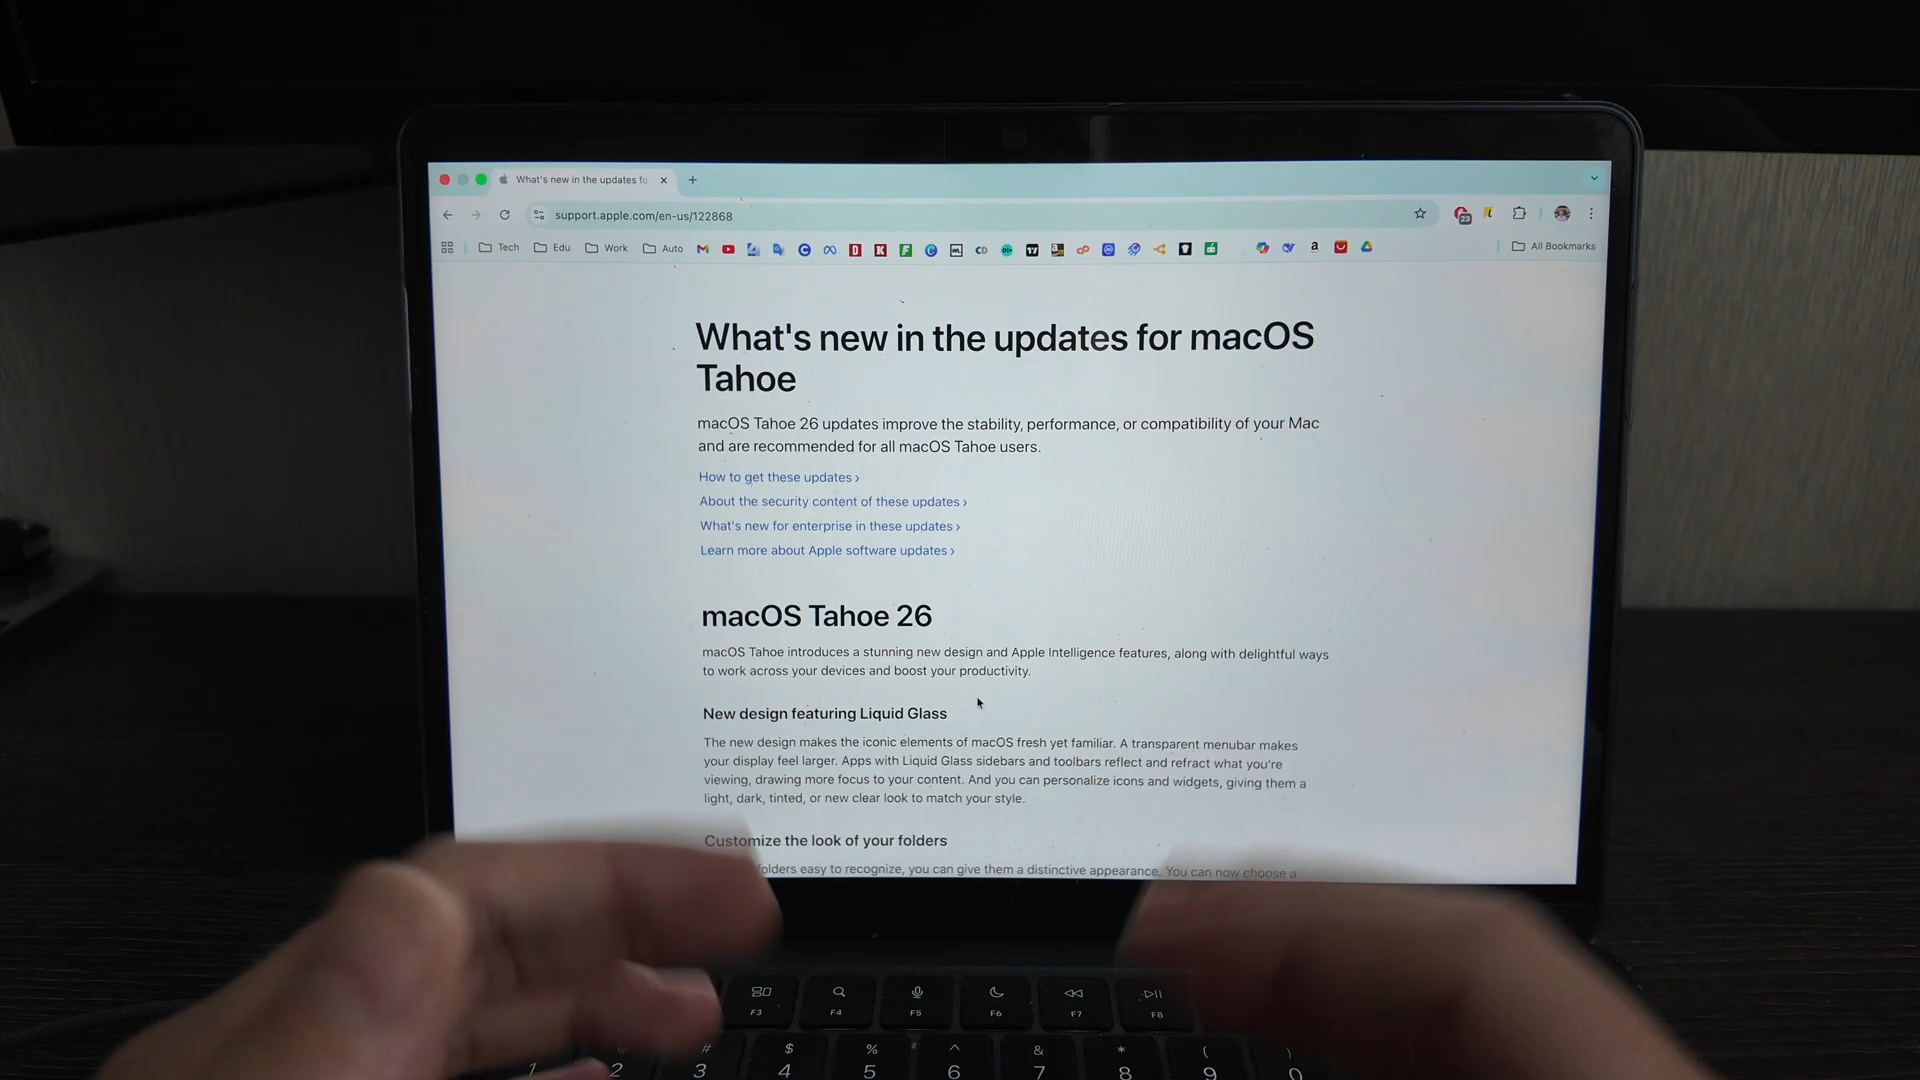 What's new in the updates fo
support.apple.com/en-us/122868
23
Tech
Edu
Work
Auto
All Bookmarks
What's new in the updates for macOS
Tahoe
macOS Tahoe 26 updates improve the stability, performance, or compatibility of your Mac
and are recommended for all macOS Tahoe users.
How to get these updates ›
About the security content of these updates ›
What's new for enterprise in these updates ›
Learn more about Apple software updates ›
macOS Tahoe 26
macOS Tahoe introduces a stunning new design and Apple Intelligence features, along with delightful ways
to work across your devices and boost your productivity.
New design featuring Liquid Glass
The new design makes the iconic elements of macOS fresh yet familiar. A transparent menubar makes
your display feel larger. Apps with Liquid Glass sidebars and toolbars reflect and refract what you're
viewing, drawing more focus to your content. And you can personalize icons and widgets, giving them a
light, dark, tinted, or new clear look to match your style.
Customize the look of your folders
folders easy to recognize, you can give them a distinctive appearance. You can now choose a
F3 F4 F5 F6 F7 F8
# $ % ^ & * ( )
1 2 3 4 5 6 7 8 9 0